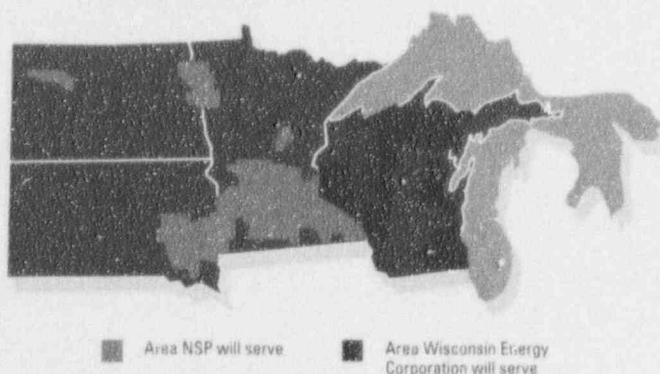 Area NSP will serve
Area Wisconsin Energy
Corporation will serve